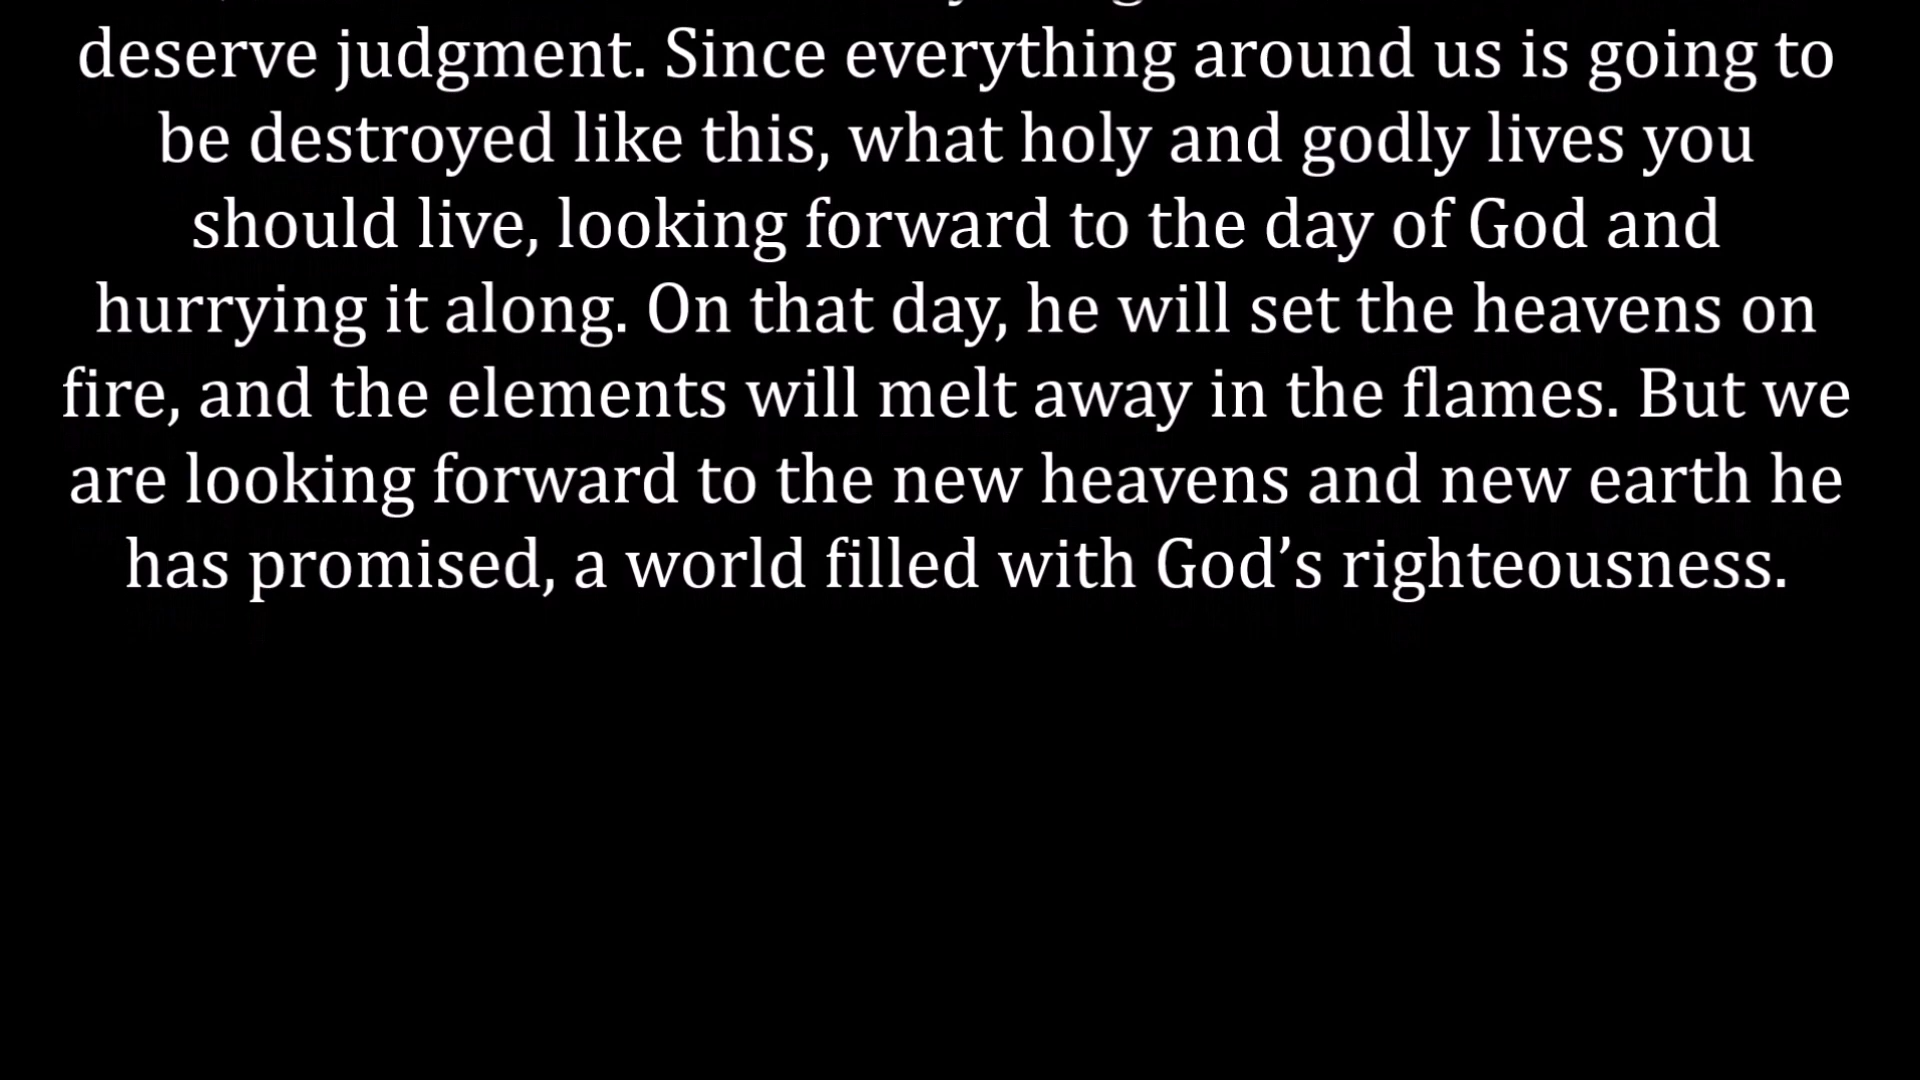 deserve judgment. Since everything around us is going to
be destroyed like this, what holy and godly lives you
should live, looking forward to the day of God and
hurrying it along. On that day, he will set the heavens on
fire, and the elements will melt away in the flames. But we
are looking forward to the new heavens and new earth he
has promised, a world filled with God’s righteousness.